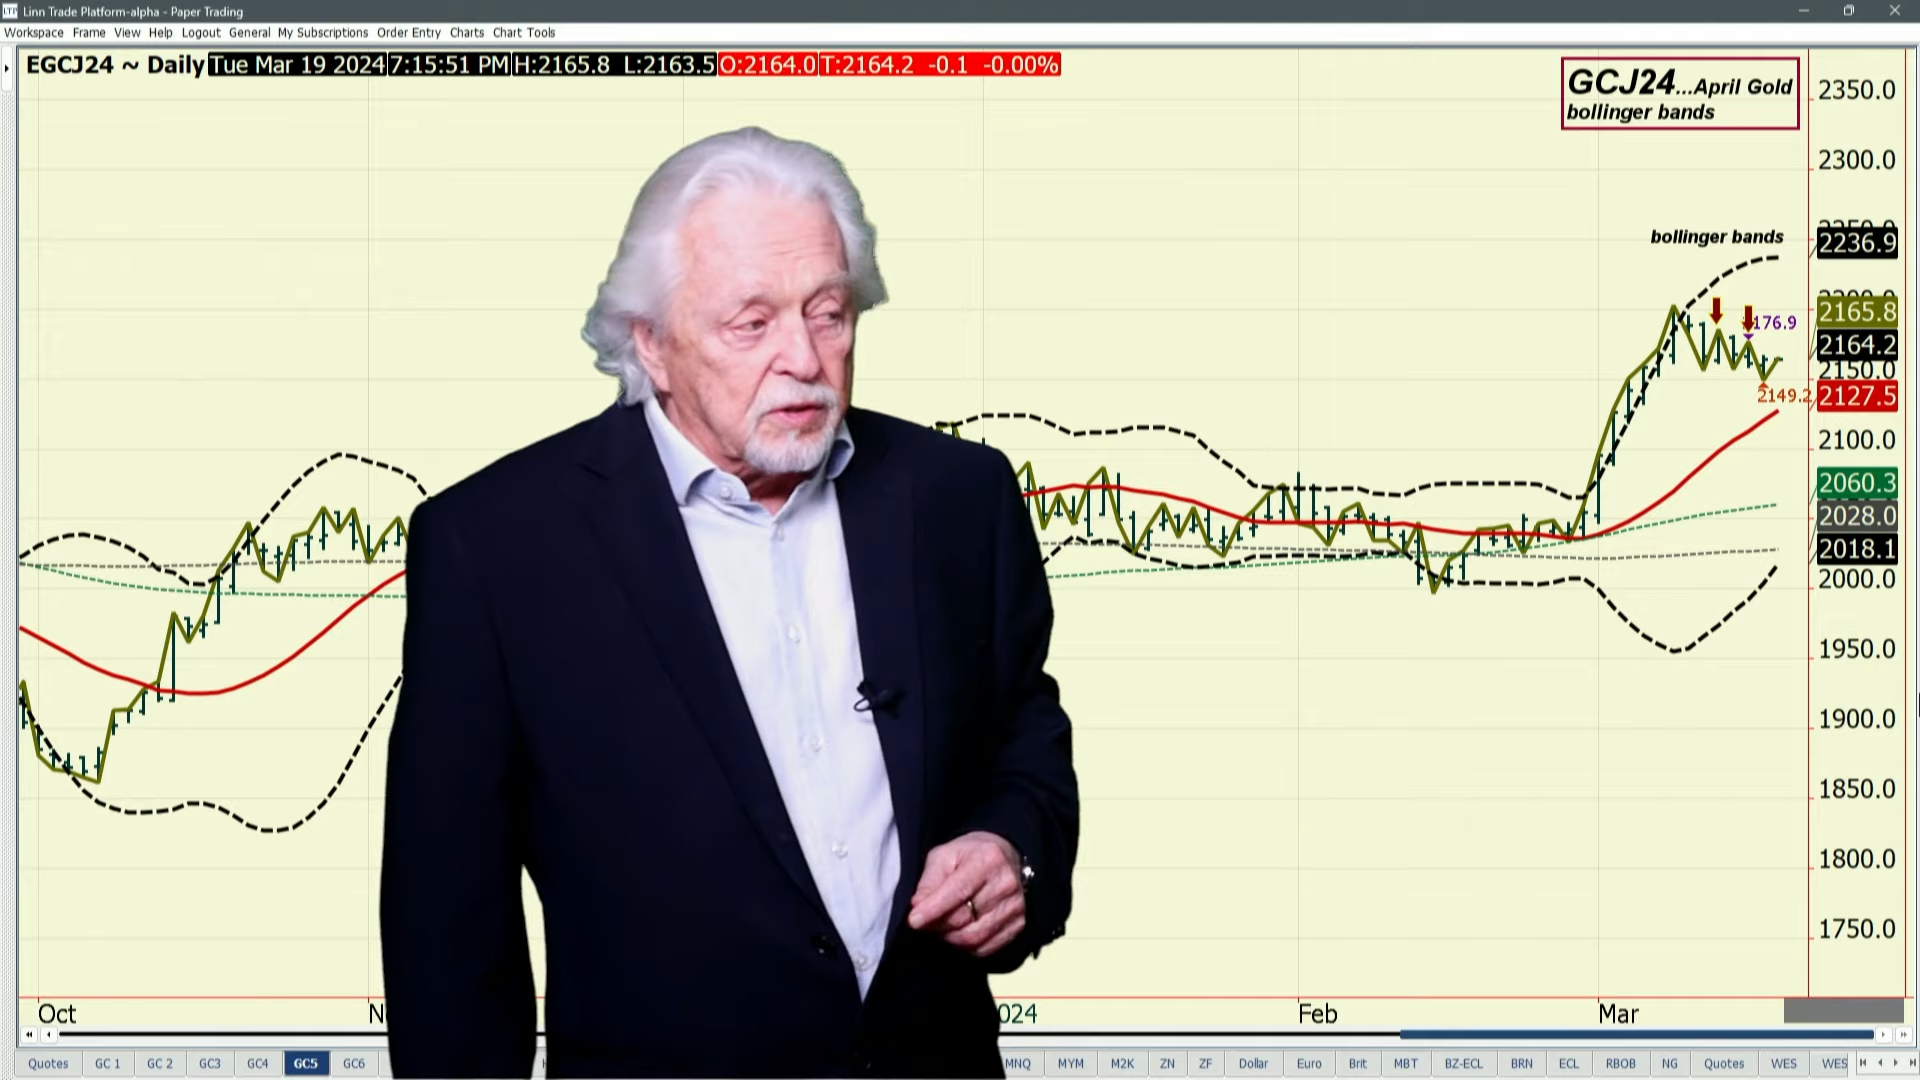 Linn Trade Platform-alpha - Paper Trading
Workspace Frame View Help Logout General My Subscriptions Order Entry Charts Chart Tools
EGCJ24 ~ Daily Tue Mar 19 2024 7:15:51 PM H:2165.8 L:2163.5 O:2164.0 T:2164.2 -0.1 -0.00%
GCJ24...April Gold
bollinger bands
2350.0
2300.0
bollinger bands
2236.9
2165.8
176.9
2164.2
2150.0
2149.2
2127.5
2100.0
2060.3
2028.0
2018.1
2000.0
1950.0
1900.0
1850.0
1800.0
1750.0
Oct N 024 Feb Mar
Quotes GC 1 GC 2 GC3 GC4 GC5 GC6 MNQ MYM M2K ZN ZF Dollar Euro Brit MBT BZ-ECL BRN ECL RBOB NG Quotes WES WES